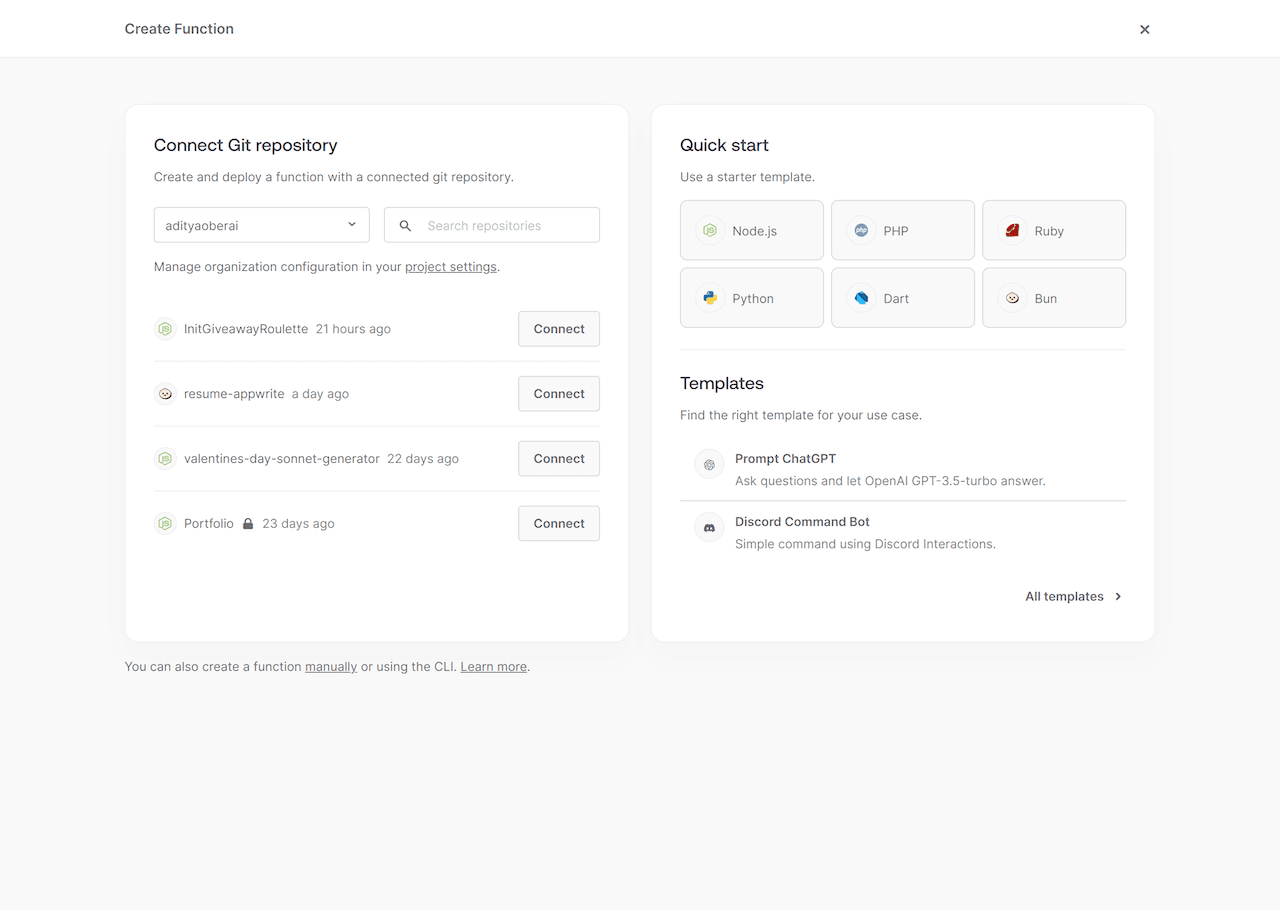 Create Function
Connect Git repository
Create and deploy a function with a connected git repository.
adityaoberai
Search repositories
Manage organization configuration in your project settings.
InitGiveawayRoulette 21 hours ago
Connect
resume-appwrite a day ago
Connect
valentines-day-sonnet-generator 22 days ago
Connect
Portfolio 23 days ago
Connect
Quick start
Use a starter template.
Node.js
php PHP
Ruby
Python
Dart
Bun
Templates
Find the right template for your use case.
Prompt ChatGPT
Ask questions and let OpenAI GPT-3.5-turbo answer.
Discord Command Bot
Simple command using Discord Interactions.
All templates
You can also create a function manually or using the CLI. Learn more.